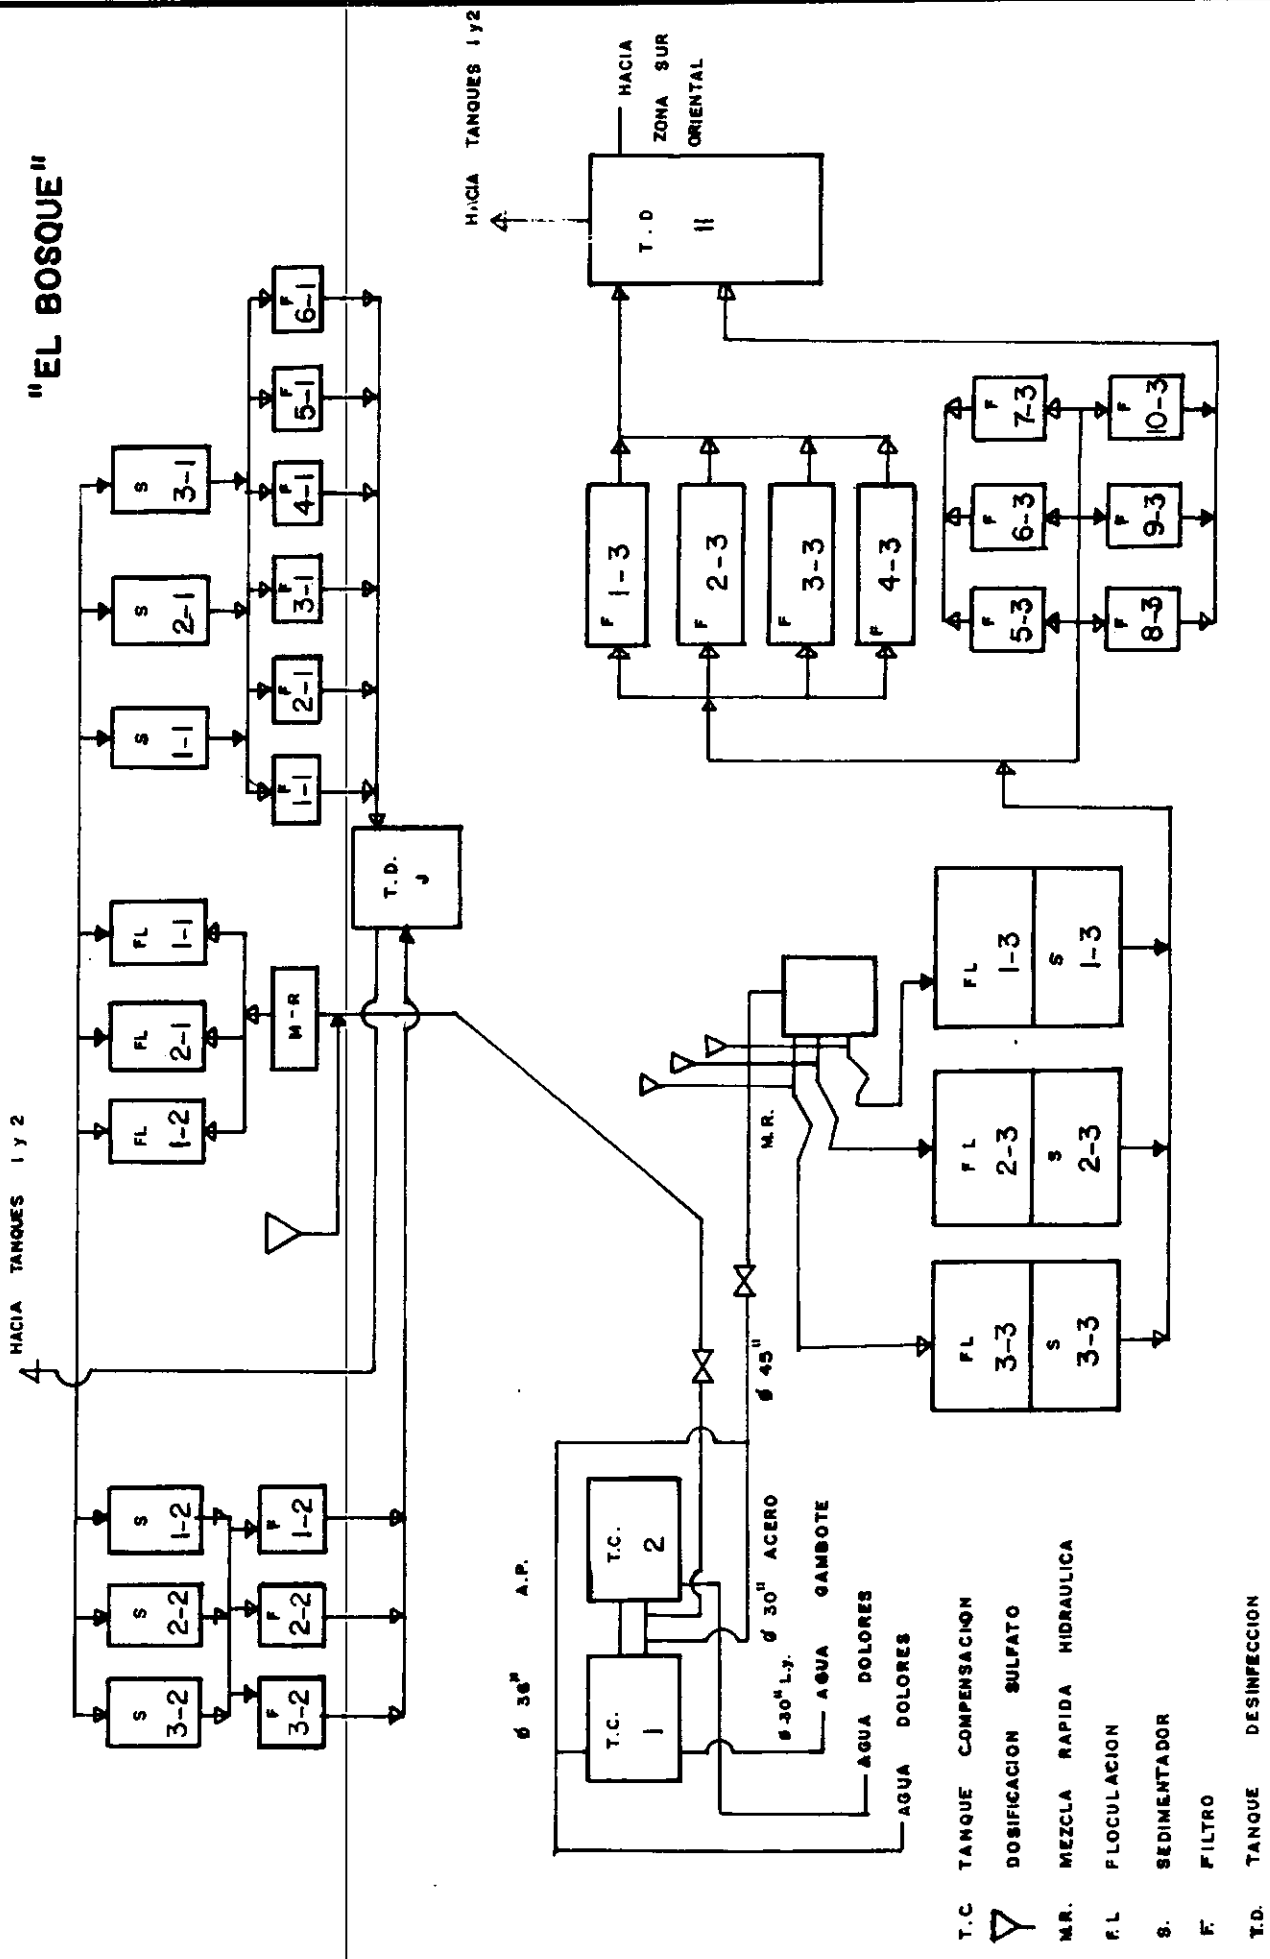 "EL BOSQUE"
HACIA TANQUES 1 y 2
S
3-2
S
2-2
S
1-2
FL
1-2
FL
2-1
FL
1-1
S
1-1
S
2-1
S
3-1
F
3-2
F
2-2
F
1-2
M-R
F
1-1
F
2-1
F
3-1
F
4-1
F
5-1
F
6-1
T.D.
HACIA TANQUES 1 y 2
HACIA
ZONA SUR
ORIENTAL
T.D
II
Ø 36" A.P.
T.C.
1
T.C.
2
Ø 45"
M.R.
Ø 30" ACERO
Ø 30" L.y.
AGUA GAMBOTE
AGUA DOLORES
AGUA DOLORES
F
1-3
F
2-3
F
3-3
F
4-3
F
5-3
F
6-3
F
7-3
F
8-3
F
9-3
F
10-3
FL
3-3
S
3-3
FL
2-3
S
2-3
FL
1-3
S
1-3
T.C. TANQUE COMPENSACION
DOSIFICACION SULFATO
M.R. MEZCLA RAPIDA HIDRAULICA
F.L FLOCULACION
S. SEDIMENTADOR
F. FILTRO
T.D. TANQUE DESINFECCION